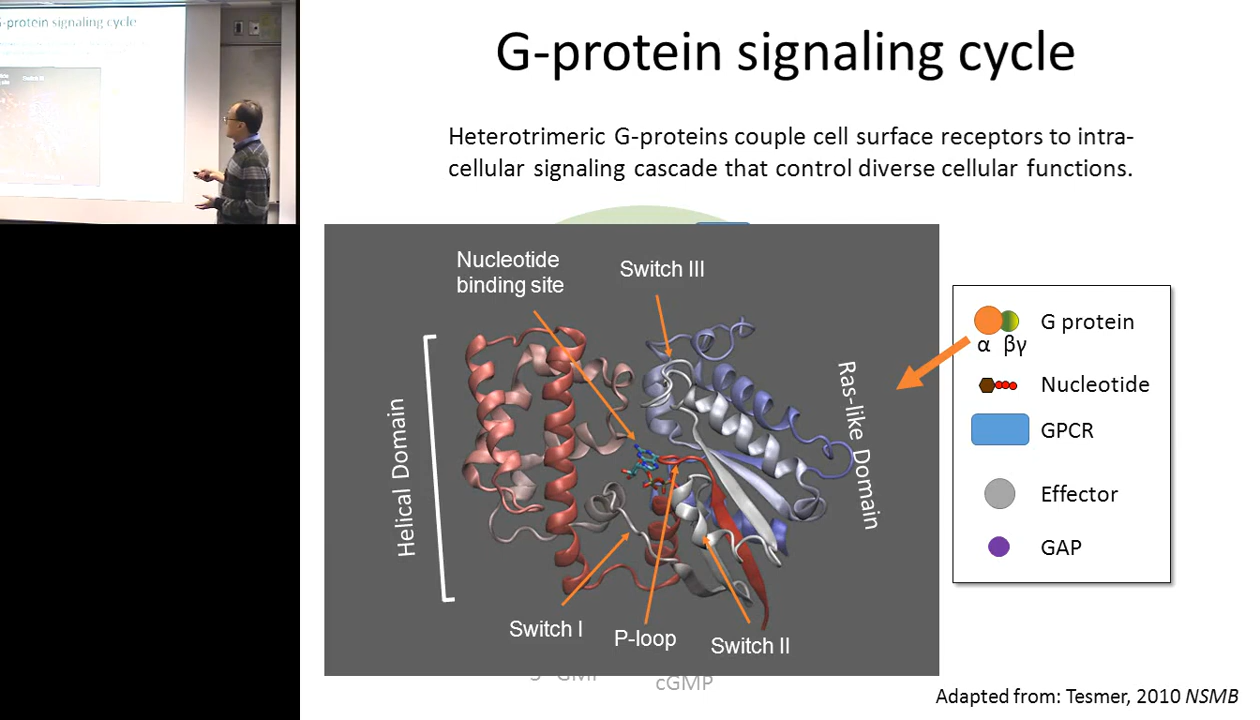 G-protein signaling cycle
G-protein signaling cycle
Heterotrimeric G-proteins couple cell surface receptors to intra-
cellular signaling cascade that control diverse cellular functions.
Nucleotide
binding site
Switch III
Helical Domain
Ras-like Domain
Switch I
P-loop
Switch II
G protein
α βγ
Nucleotide
GPCR
Effector
GAP
cGMP
Adapted from: Tesmer, 2010 NSMB